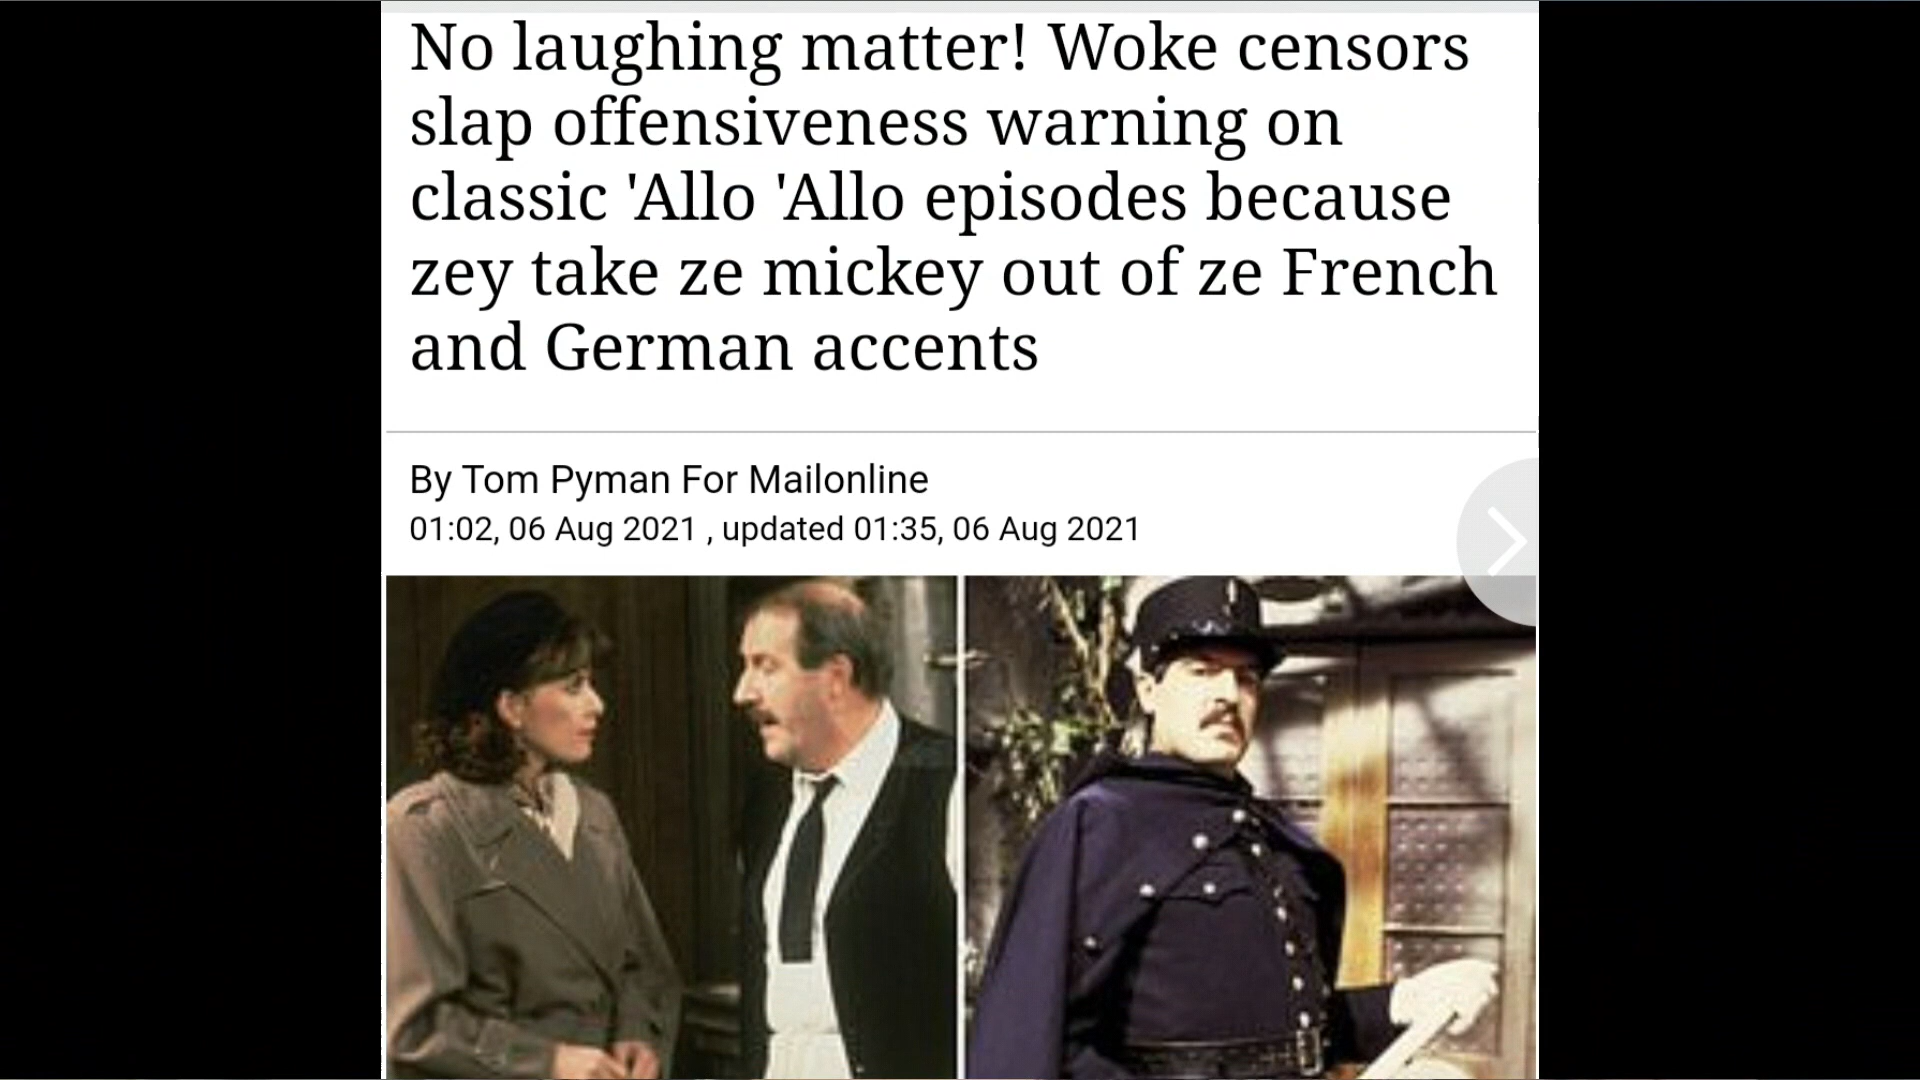 No laughing matter! Woke censors
slap offensiveness warning on
classic 'Allo 'Allo episodes because
zey take ze mickey out of ze French
and German accents
By Tom Pyman For Mailonline
01:02, 06 Aug 2021 , updated 01:35, 06 Aug 2021